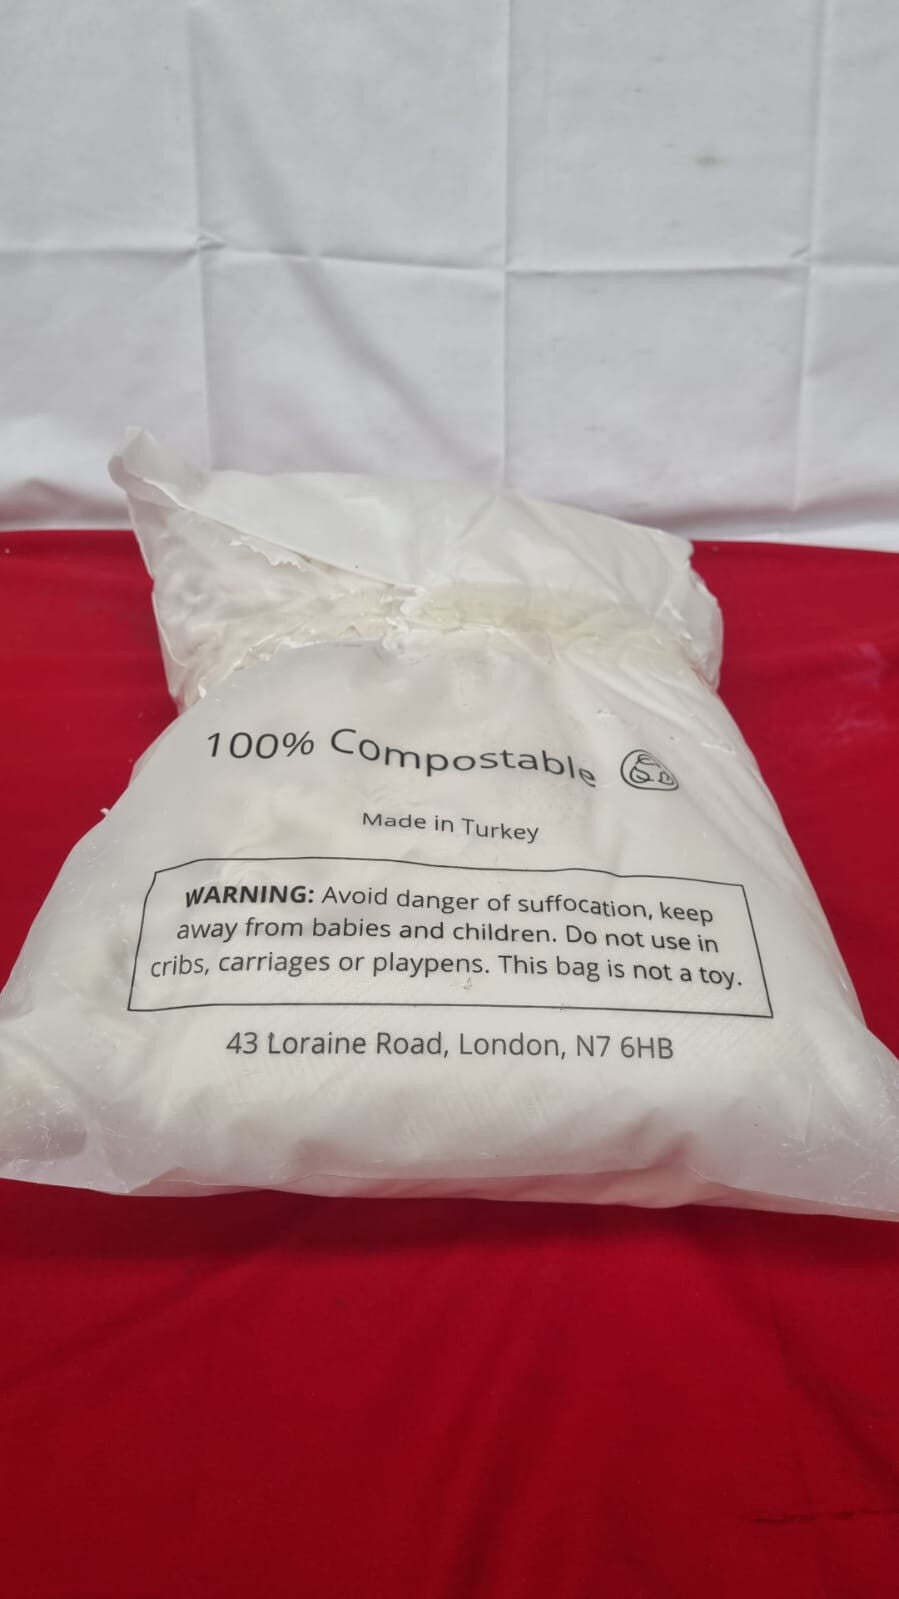 100% Compostable
Made in Turkey
WARNING: Avoid danger of suffocation, keep
away from babies and children. Do not use in
cribs, carriages or playpens. This bag is not a toy.
43 Loraine Road, London, N7 6HB